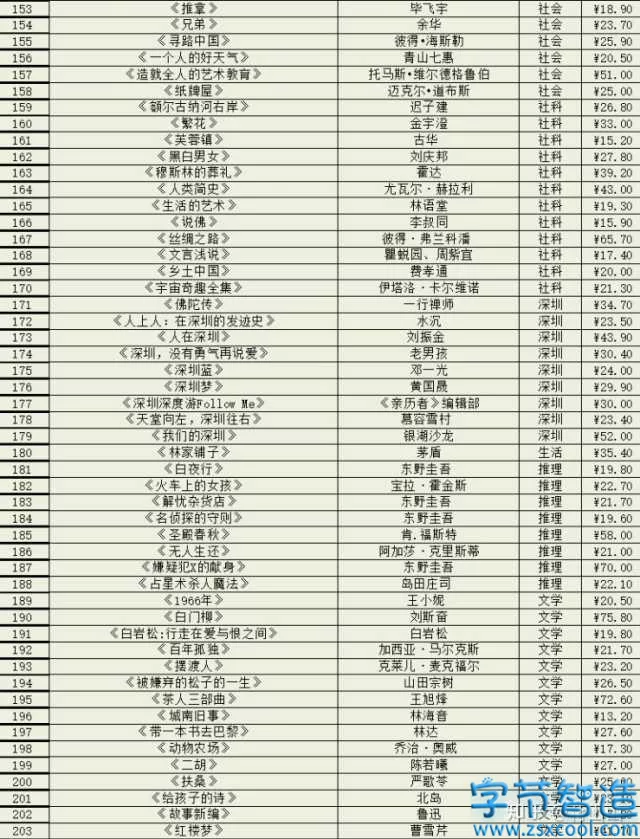 153 《推拿》 毕飞宇 社会 ¥18.90
154 《兄弟》 余华 社会 ¥23.70
155 《寻路中国》 彼得·海斯勒 社会 ¥25.90
156 《一个人的好天气》 青山七惠 社会 ¥20.50
157 《造就全人的艺术教育》 托马斯·维尔德格鲁伯 社会 ¥51.00
158 《纸牌屋》 迈克尔·道布斯 社会 ¥25.00
159 《额尔古纳河右岸》 迟子建 社科 ¥26.80
160 《繁花》 金宇澄 社科 ¥33.00
161 《芙蓉镇》 古华 社科 ¥15.20
162 《黑白男女》 刘庆邦 社科 ¥27.80
163 《穆斯林的葬礼》 霍达 社科 ¥39.20
164 《人类简史》 尤瓦尔·赫拉利 社科 ¥43.00
165 《生活的艺术》 林语堂 社科 ¥19.30
166 《说佛》 李叔同 社科 ¥15.90
167 《丝绸之路》 彼得·弗兰科潘 社科 ¥65.70
168 《文言浅说》 瞿蜕园、周紫宜 社科 ¥17.40
169 《乡土中国》 费孝通 社科 ¥20.00
170 《宇宙奇趣全集》 伊塔洛·卡尔维诺 社科 ¥21.30
171 《佛陀传》 一行禅师 深圳 ¥34.70
172 《人上人：在深圳的发迹史》 水沉 深圳 ¥23.50
173 《人在深圳》 刘振金 深圳 ¥43.90
174 《深圳，没有勇气再说爱》 老男孩 深圳 ¥30.40
175 《深圳蓝》 邓一光 深圳 ¥24.00
176 《深圳梦》 黄国晟 深圳 ¥29.90
177 《深圳深度游Follow Me》 《亲历者》编辑部 深圳 ¥30.00
178 《天堂向左，深圳往右》 慕容雪村 深圳 ¥23.40
179 《我们的深圳》 银潮沙龙 深圳 ¥52.00
180 《林家铺子》 茅盾 生活 ¥35.40
181 《白夜行》 东野圭吾 推理 ¥19.80
182 《火车上的女孩》 宝拉·霍金斯 推理 ¥22.70
183 《解忧杂货店》 东野圭吾 推理 ¥21.70
184 《名侦探的守则》 东野圭吾 推理 ¥19.60
185 《圣殿春秋》 肯.福斯特 推理 ¥58.00
186 《无人生还》 阿加莎·克里斯蒂 推理 ¥21.00
187 《嫌疑犯X的献身》 东野圭吾 推理 ¥70.00
188 《占星术杀人魔法》 岛田庄司 推理 ¥22.10
189 《1966年》 王小妮 文学 ¥20.50
190 《白门柳》 刘斯奋 文学 ¥75.80
191 《白岩松:行走在爱与恨之间》 白岩松 文学 ¥19.80
192 《百年孤独》 加西亚·马尔克斯 文学 ¥21.70
193 《摆渡人》 克莱儿·麦克福尔 文学 ¥23.20
194 《被嫌弃的松子的一生》 山田宗树 文学 ¥26.50
195 《茶人三部曲》 王旭烽 文学 ¥72.60
196 《城南旧事》 林海音 文学 ¥13.20
197 《带一本书去巴黎》 林达 文学 ¥27.60
198 《动物农场》 乔治·奥威 文学 ¥17.30
199 《二胡》 陈若曦 文学 ¥27.00
200 《扶桑》 严歌苓 文学
201 《给孩子的诗》 北岛
202 《故事新编》 鲁迅
203 《红楼梦》 曹雪芹
字节智造
www.zsxcool.com